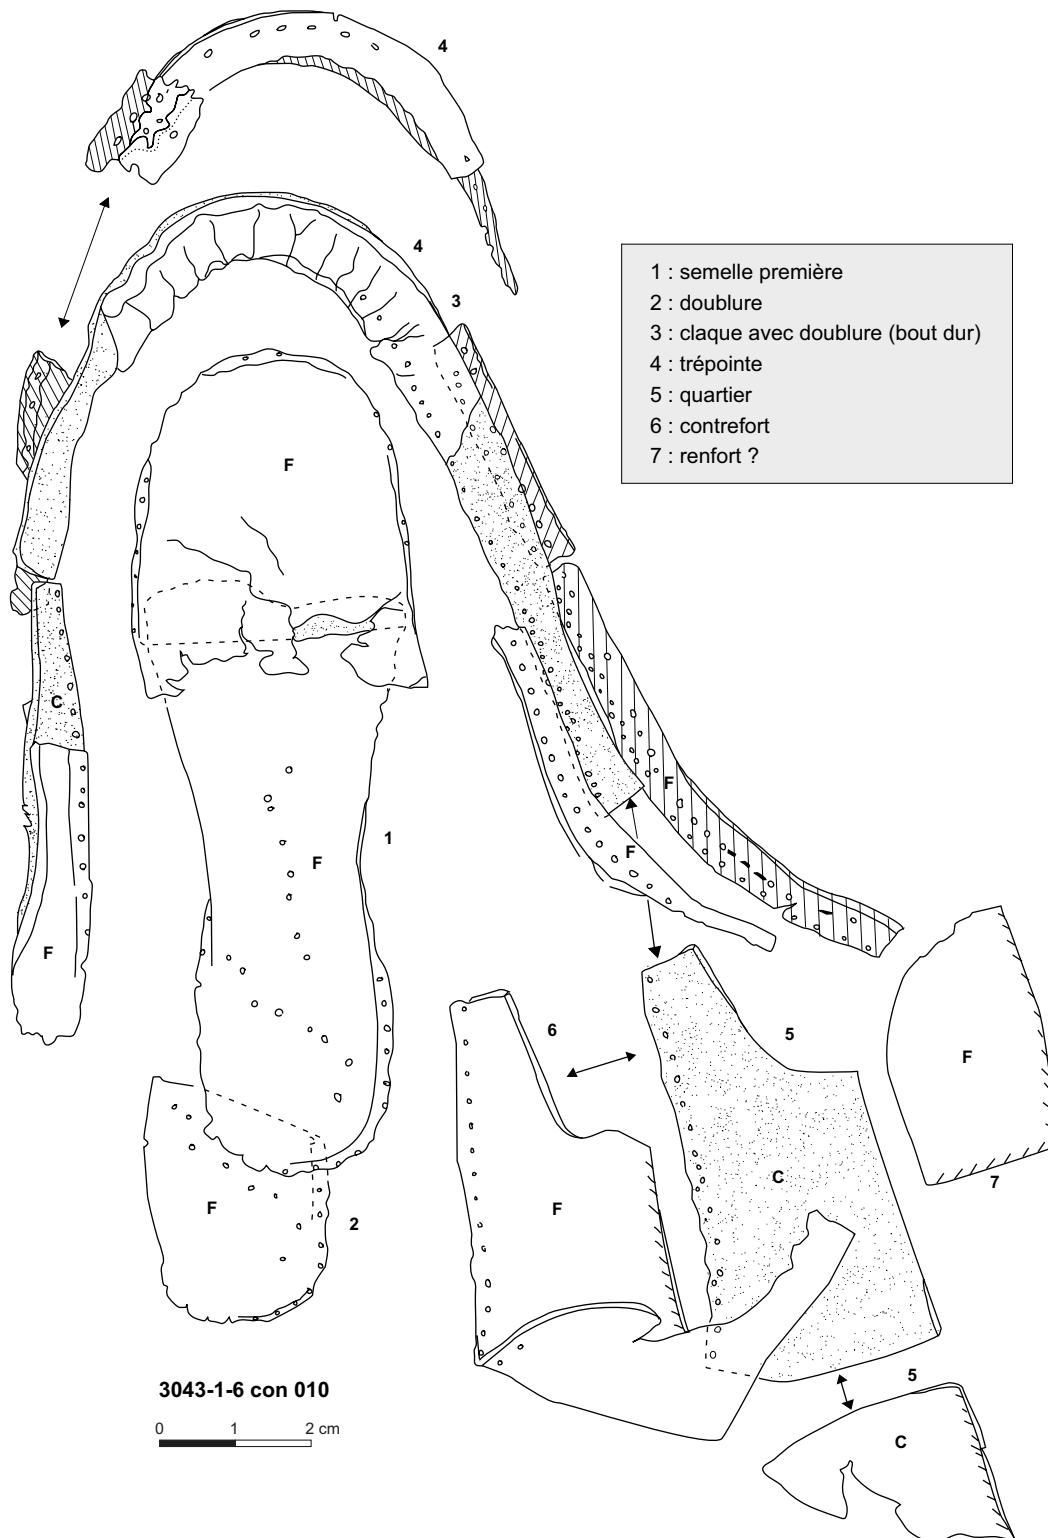 4
4
3
1 : semelle première
2 : doublure
3 : claque avec doublure (bout dur)
4 : trépointe
5 : quartier
6 : contrefort
7 : renfort ?
F
C
F
1
F
F
F
F
6
5
F
C
F
7
F
2
5
C
3043-1-6 con 010
0 1 2 cm